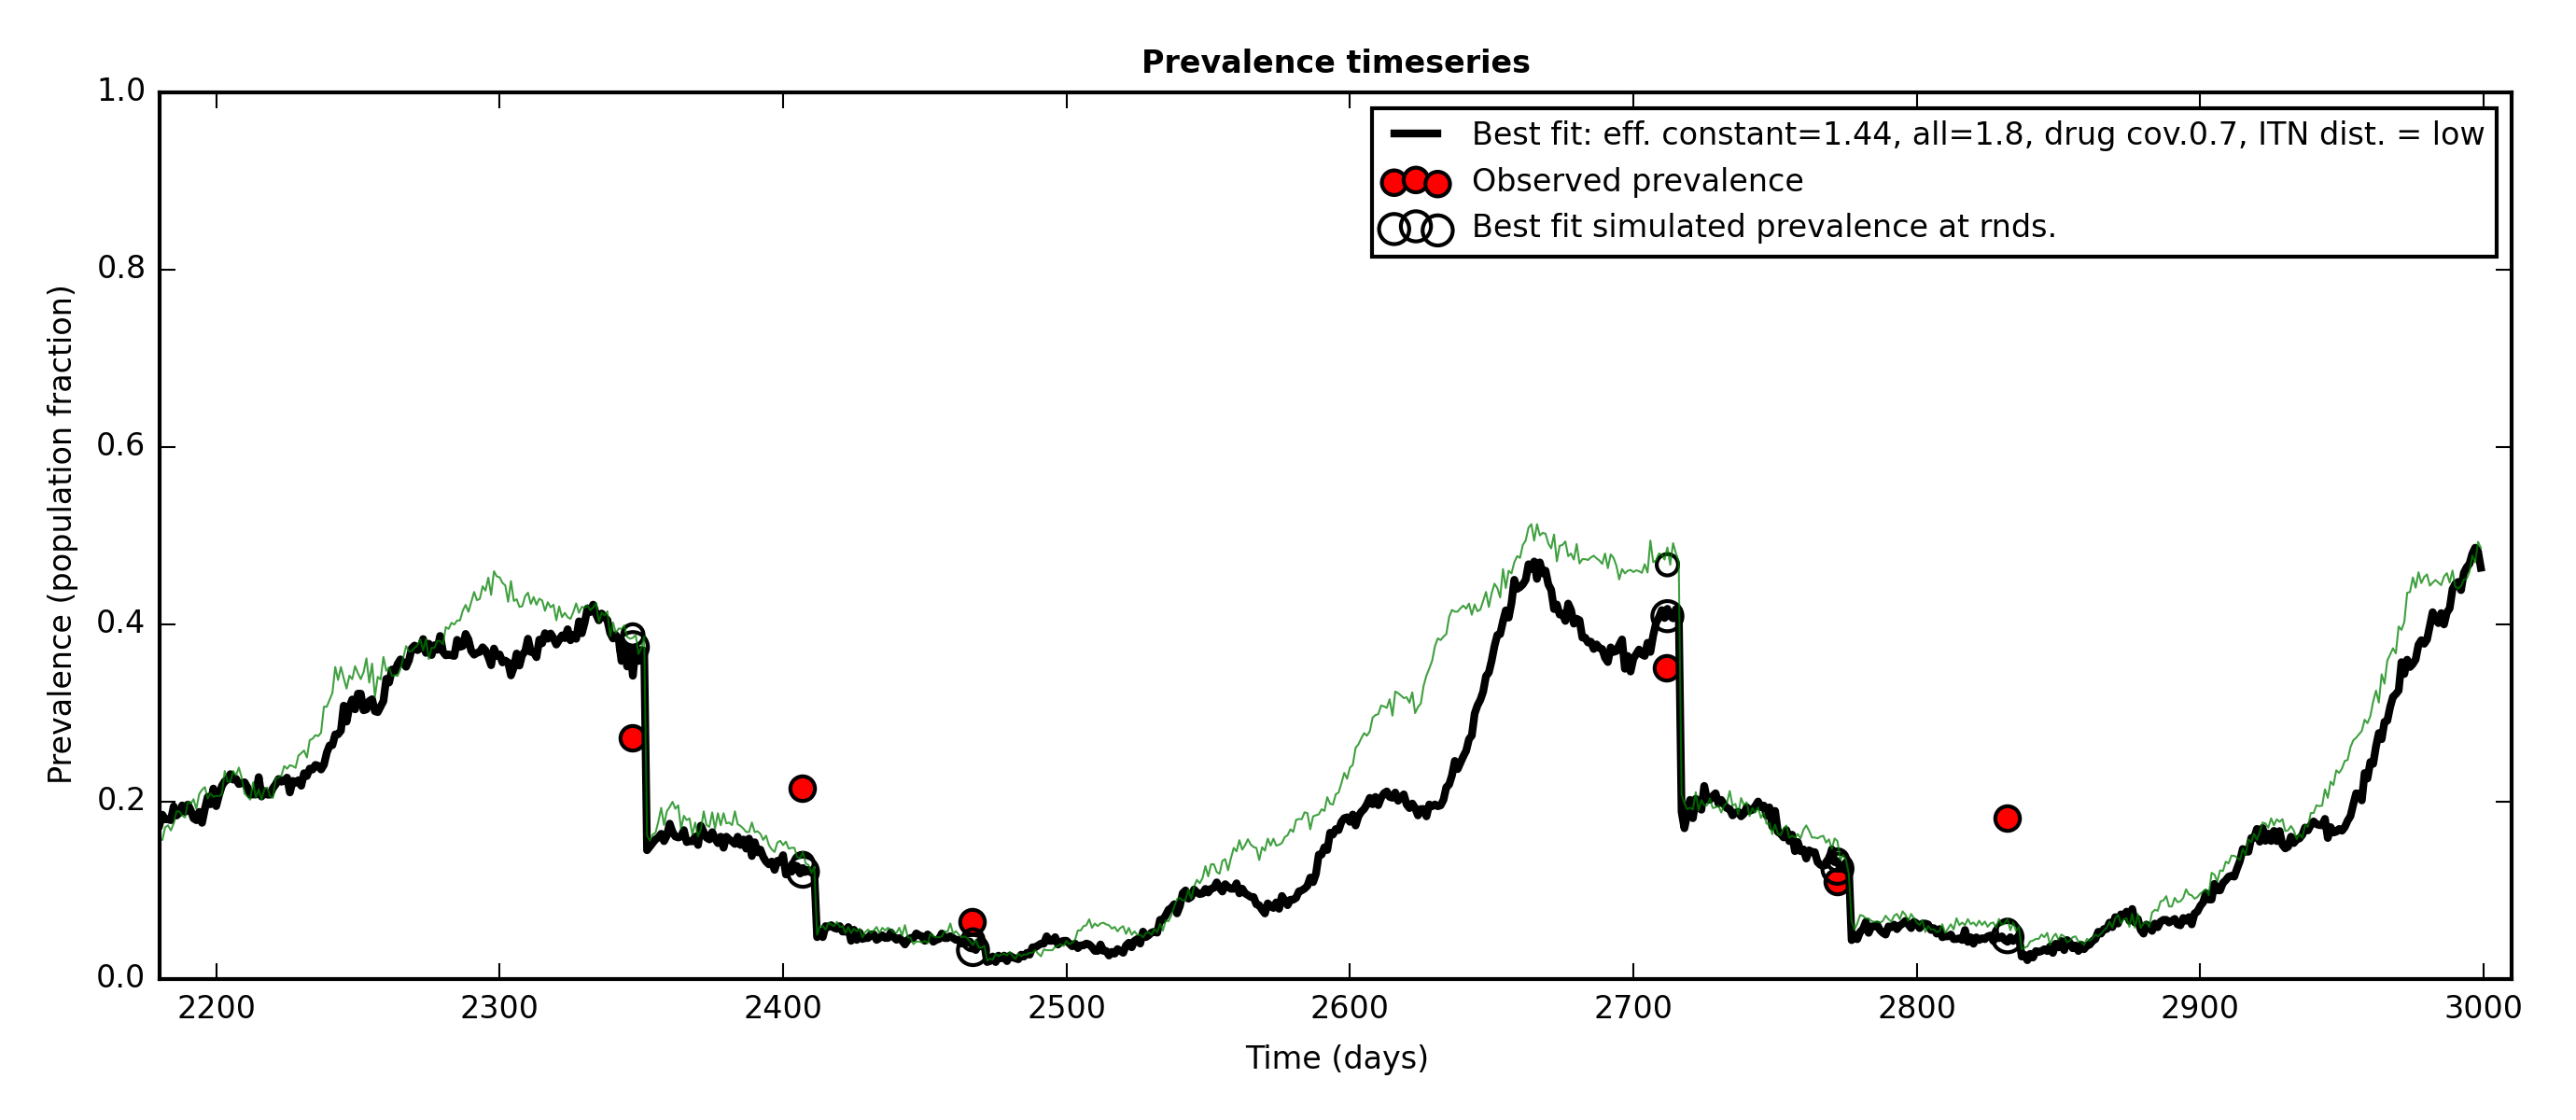 Prevalence timeseries
1.0
0.8
0.6
0.4
0.2
0.0
Prevalence (population fraction)
Best fit: eff. constant=1.44, all=1.8, drug cov.0.7, ITN dist. = low
Observed prevalence
Best fit simulated prevalence at rnds.
2200 2300 2400 2500 2600 2700 2800 2900 3000
Time (days)